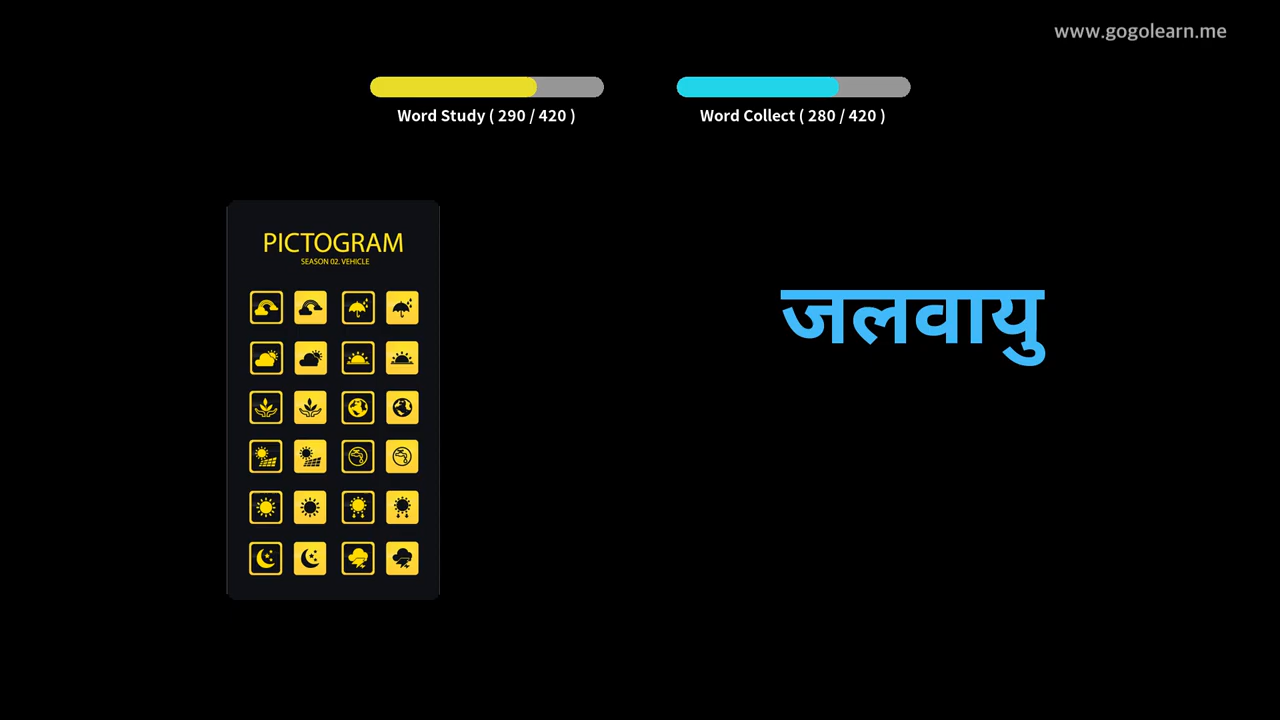 www.gogolearn.me
Word Study ( 290 / 420 )
Word Collect ( 280 / 420 )
PICTOGRAM
SEASON 02. VEHICLE
जलवायु